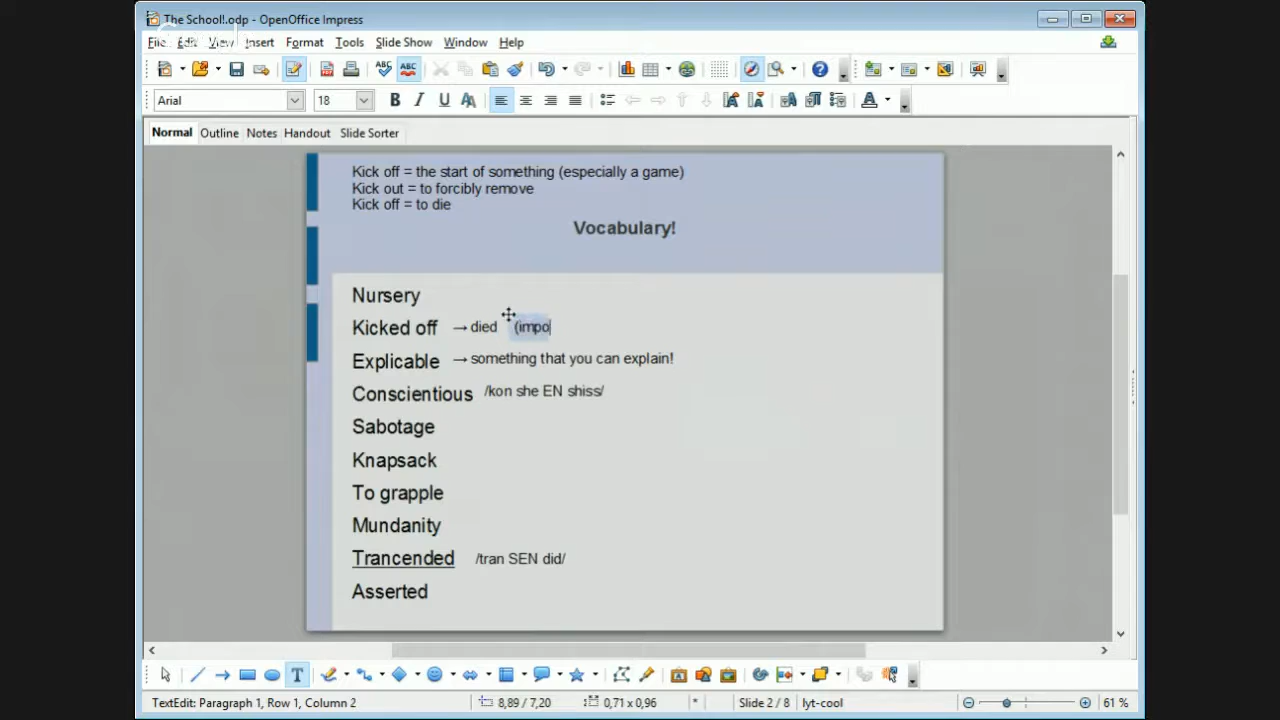 The School!.odp - OpenOffice Impress
File Edit View Insert Format Tools Slide Show Window Help
Arial 18
Normal Outline Notes Handout Slide Sorter
Kick off = the start of something (especially a game)
Kick out = to forcibly remove
Kick off = to die
Vocabulary!
Nursery
Kicked off → died (impo
Explicable → something that you can explain!
Conscientious /kon she EN shiss/
Sabotage
Knapsack
To grapple
Mundanity
Trancended /tran SEN did/
Asserted
TextEdit: Paragraph 1, Row 1, Column 2 8,89 / 7,20 0,71 x 0,96 * Slide 2 / 8 lyt-cool 61 %